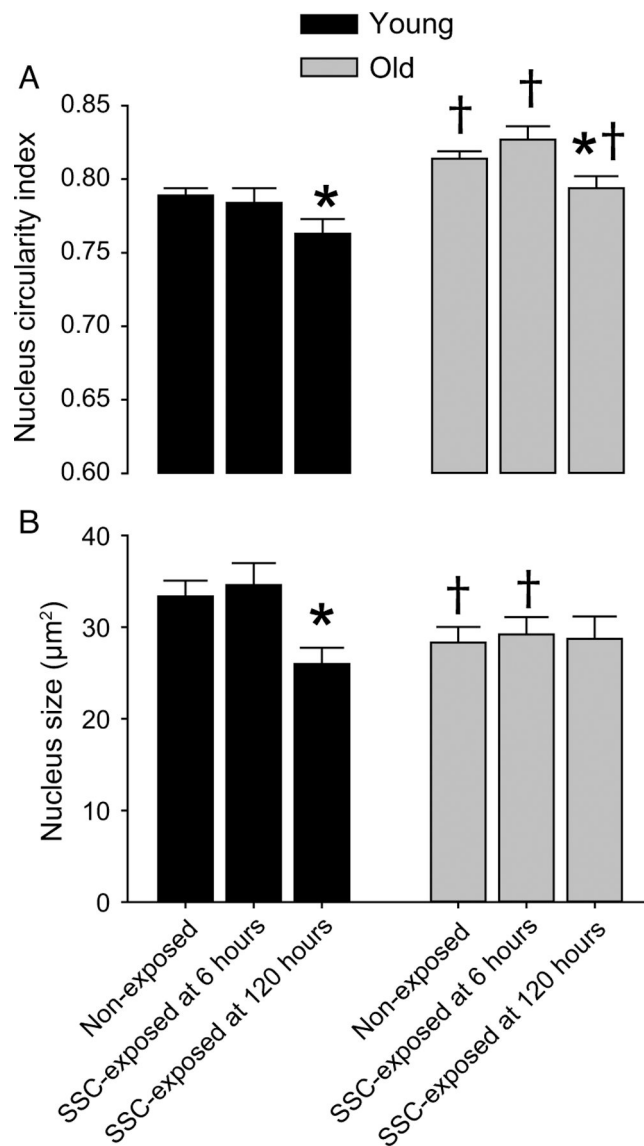 Young
Old
A
Nucleus circularity index
0.85
0.80
0.75
0.70
0.65
0.60
*
†
†
*†
B
Nucleus size (μm²)
40
30
20
10
0
*
†
†
Non-exposed
SSC-exposed at 6 hours
SSC-exposed at 120 hours
Non-exposed
SSC-exposed at 6 hours
SSC-exposed at 120 hours